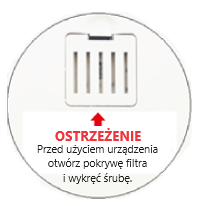 OSTRZEŻENIE
Przed użyciem urządzenia
otwórz pokrywę filtra
i wykręć śrubę.